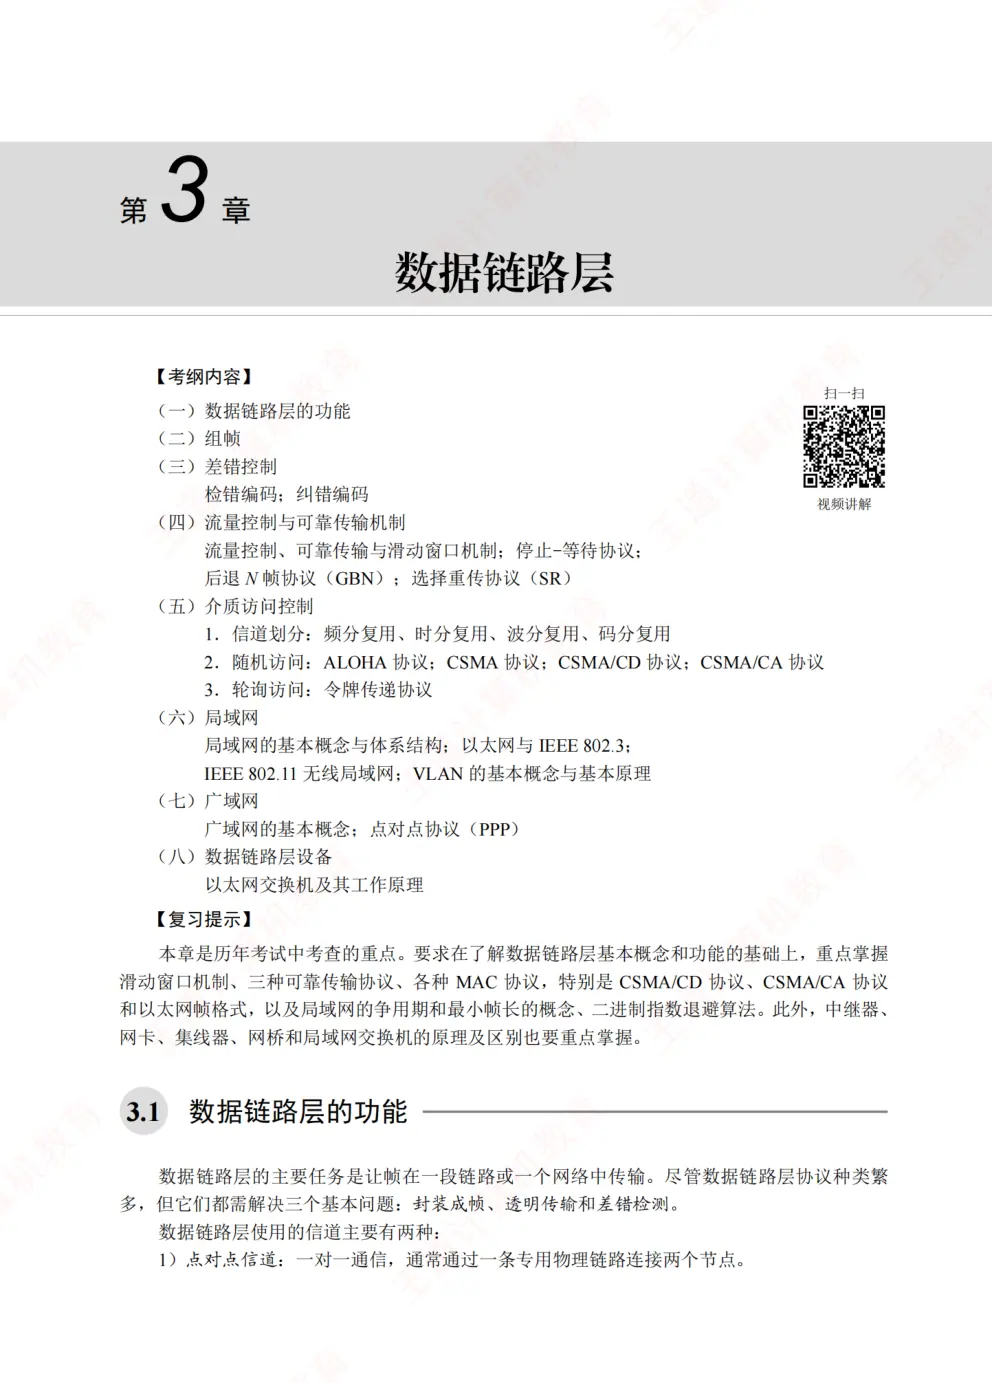 第3章
数据链路层
【考纲内容】
(一)数据链路层的功能
(二)组帧
(三)差错控制
检错编码;纠错编码
(四)流量控制与可靠传输机制
流量控制、可靠传输与滑动窗口机制;停止-等待协议;
后退N帧协议(GBN);选择重传协议(SR)
(五)介质访问控制
1.信道划分:频分复用、时分复用、波分复用、码分复用
2.随机访问:ALOHA协议;CSMA协议;CSMA/CD协议;CSMA/CA协议
3.轮询访问:令牌传递协议
(六)局域网
局域网的基本概念与体系结构;以太网与IEEE 802.3;
IEEE 802.11无线局域网;VLAN的基本概念与基本原理
(七)广域网
广域网的基本概念;点对点协议(PPP)
(八)数据链路层设备
以太网交换机及其工作原理
扫一扫
视频讲解
【复习提示】
本章是历年考试中考查的重点。要求在了解数据链路层基本概念和功能的基础上,重点掌握
滑动窗口机制、三种可靠传输协议、各种MAC协议,特别是CSMA/CD协议、CSMA/CA协议
和以太网帧格式,以及局域网的争用期和最小帧长的概念、二进制指数退避算法。此外,中继器、
网卡、集线器、网桥和局域网交换机的原理及区别也要重点掌握。
3.1 数据链路层的功能
数据链路层的主要任务是让帧在一段链路或一个网络中传输。尽管数据链路层协议种类繁
多,但它们都需解决三个基本问题:封装成帧、透明传输和差错检测。
数据链路层使用的信道主要有两种:
1)点对点信道:一对一通信,通常通过一条专用物理链路连接两个节点。
王道计算机教育